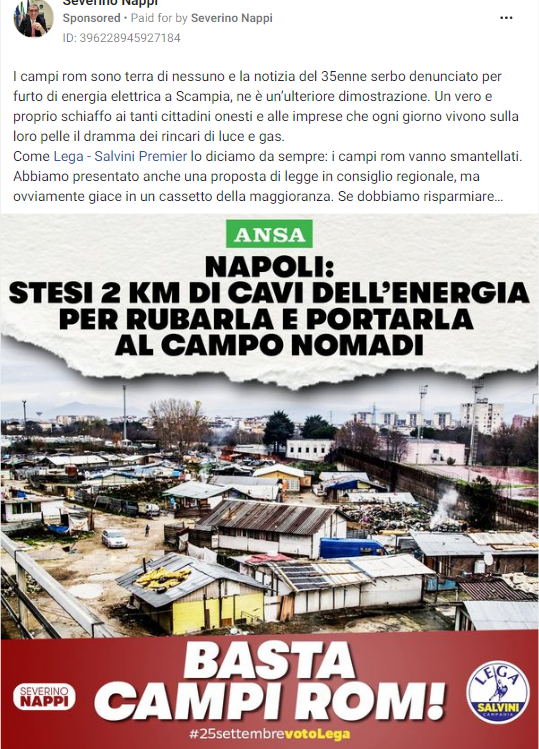 Severino Nappi
Sponsored • Paid for by Severino Nappi
ID: 396228945927184
I campi rom sono terra di nessuno e la notizia del 35enne serbo denunciato per
furto di energia elettrica a Scampia, ne è un'ulteriore dimostrazione. Un vero e
proprio schiaffo ai tanti cittadini onesti e alle imprese che ogni giorno vivono sulla
loro pelle il dramma dei rincari di luce e gas.
Come Lega - Salvini Premier lo diciamo da sempre: i campi rom vanno smantellati.
Abbiamo presentato anche una proposta di legge in consiglio regionale, ma
ovviamente giace in un cassetto della maggioranza. Se dobbiamo risparmiare...
ANSA
NAPOLI:
STESI 2 KM DI CAVI DELL'ENERGIA
PER RUBARLA E PORTARLA
AL CAMPO NOMADI
BASTA
CAMPI ROM!
SEVERINO
NAPPI
LEGA
SALVINI
CAMPANIA
#25settembrevotoLega